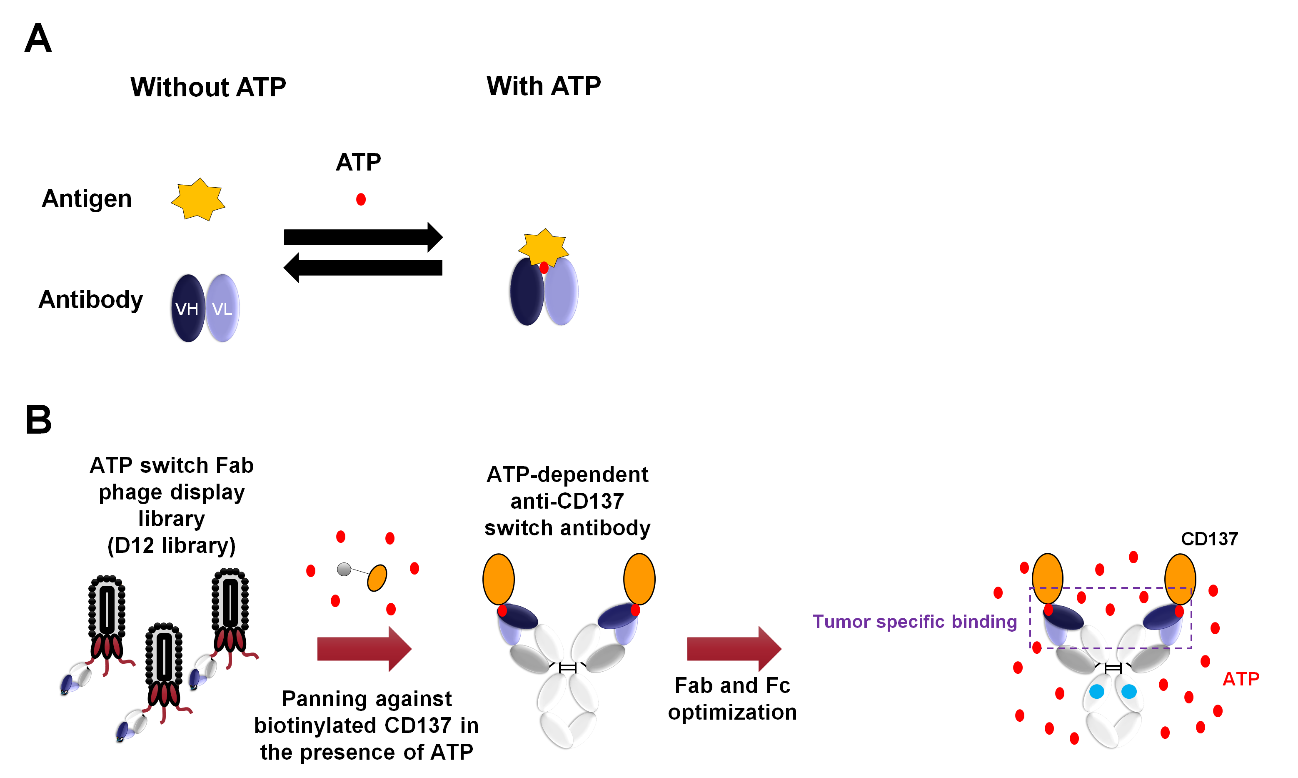 A
Without ATP
With ATP
ATP
Antigen
Antibody
VH
VL
B
ATP switch Fab
phage display
library
(D12 library)
Panning against
biotinylated CD137 in
the presence of ATP
ATP-dependent
anti-CD137
switch antibody
Fab and Fc
optimization
CD137
Tumor specific binding
ATP